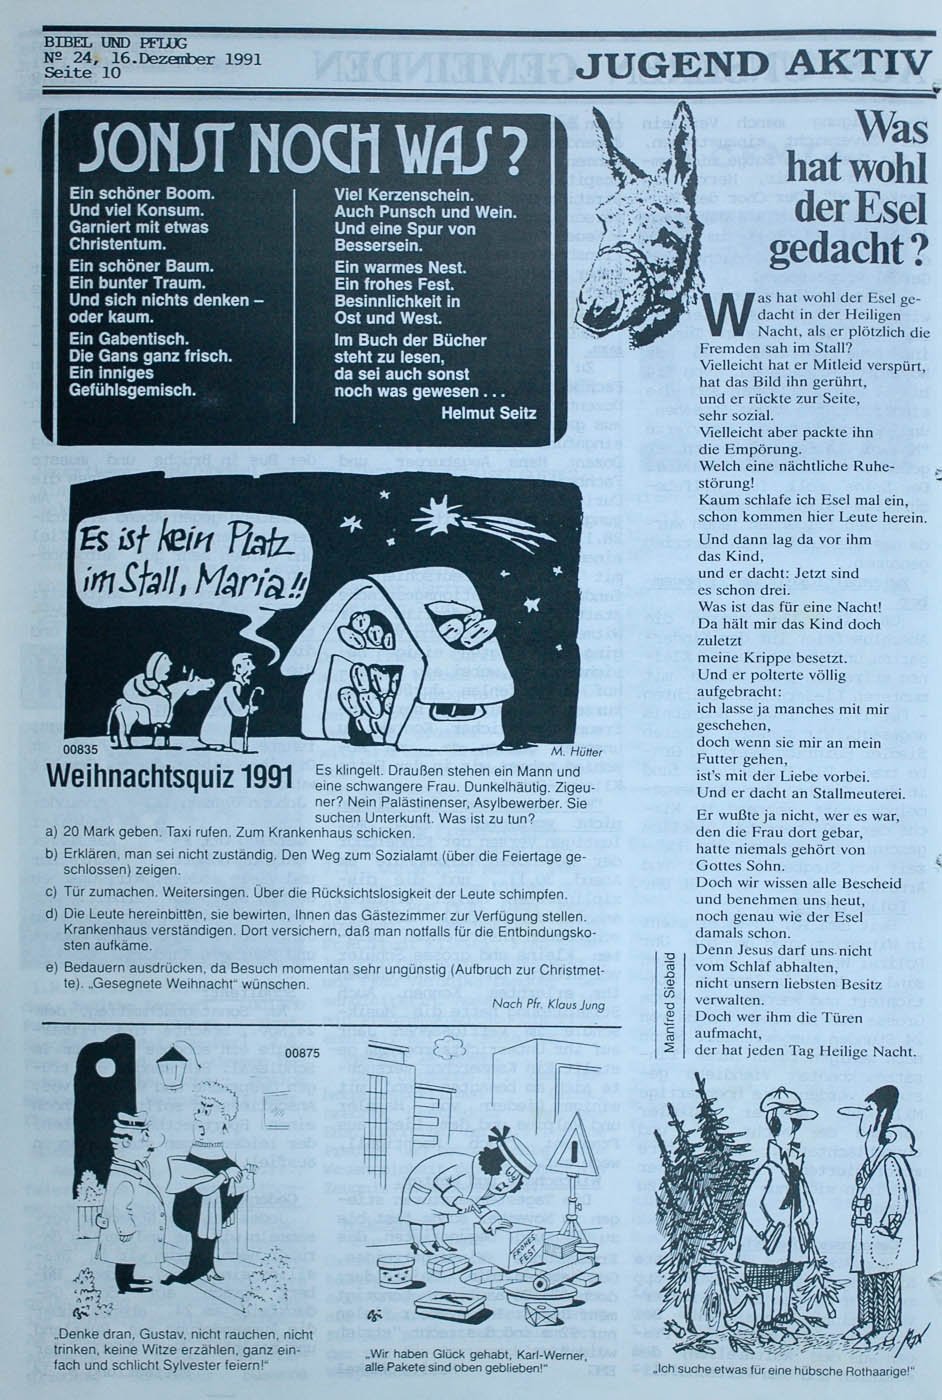 BIBEL UND PFLUG
Nº 24, 16.Dezember 1991
Seite 10
JUGEND AKTIV
SONST NOCH WAS?
Ein schöner Boom.
Und viel Konsum.
Garniert mit etwas
Christentum.
Ein schöner Baum.
Ein bunter Traum.
Und sich nichts denken –
oder kaum.
Ein Gabentisch.
Die Gans ganz frisch.
Ein inniges
Gefühlsgemisch.
Viel Kerzenschein.
Auch Punsch und Wein.
Und eine Spur von
Bessersein.
Ein warmes Nest.
Ein frohes Fest.
Besinnlichkeit in
Ost und West.
Im Buch der Bücher
steht zu lesen,
da sei auch sonst
noch was gewesen . . .
Helmut Seitz
Es ist kein Platz
im Stall, Maria!!
00835
M. Hütter
Weihnachtsquiz 1991
Es klingelt. Draußen stehen ein Mann und
eine schwangere Frau. Dunkelhäutig. Zigeu-
ner? Nein Palästinenser, Asylbewerber. Sie
suchen Unterkunft. Was ist zu tun?
a) 20 Mark geben. Taxi rufen. Zum Krankenhaus schicken.
b) Erklären, man sei nicht zuständig. Den Weg zum Sozialamt (über die Feiertage ge-
schlossen) zeigen.
c) Tür zumachen. Weitersingen. Über die Rücksichtslosigkeit der Leute schimpfen.
d) Die Leute hereinbitten, sie bewirten, Ihnen das Gästezimmer zur Verfügung stellen.
Krankenhaus verständigen. Dort versichern, daß man notfalls für die Entbindungsko-
sten aufkäme.
e) Bedauern ausdrücken, da Besuch momentan sehr ungünstig (Aufbruch zur Christmet-
te). „Gesegnete Weihnacht“ wünschen.
Nach Pfr. Klaus Jung
00875
„Denke dran, Gustav, nicht rauchen, nicht
trinken, keine Witze erzählen, ganz ein-
fach und schlicht Sylvester feiern!“
FROHES
FEST
„Wir haben Glück gehabt, Karl-Werner,
alle Pakete sind oben geblieben!“
Was
hat wohl
der Esel
gedacht?
Was hat wohl der Esel ge-
dacht in der Heiligen
Nacht, als er plötzlich die
Fremden sah im Stall?
Vielleicht hat er Mitleid verspürt,
hat das Bild ihn gerührt,
und er rückte zur Seite,
sehr sozial.
Vielleicht aber packte ihn
die Empörung.
Welch eine nächtliche Ruhe-
störung!
Kaum schlafe ich Esel mal ein,
schon kommen hier Leute herein.
Und dann lag da vor ihm
das Kind,
und er dacht: Jetzt sind
es schon drei.
Was ist das für eine Nacht!
Da hält mir das Kind doch
zuletzt
meine Krippe besetzt.
Und er polterte völlig
aufgebracht:
ich lasse ja manches mit mir
geschehen,
doch wenn sie mir an mein
Futter gehen,
ist's mit der Liebe vorbei.
Und er dacht an Stallmeuterei.
Er wußte ja nicht, wer es war,
den die Frau dort gebar,
hatte niemals gehört von
Gottes Sohn.
Doch wir wissen alle Bescheid
und benehmen uns heut,
noch genau wie der Esel
damals schon.
Denn Jesus darf uns nicht
vom Schlaf abhalten,
nicht unsern liebsten Besitz
verwalten.
Doch wer ihm die Türen
aufmacht,
der hat jeden Tag Heilige Nacht.
Manfred Siebald
„Ich suche etwas für eine hübsche Rothaarige!“